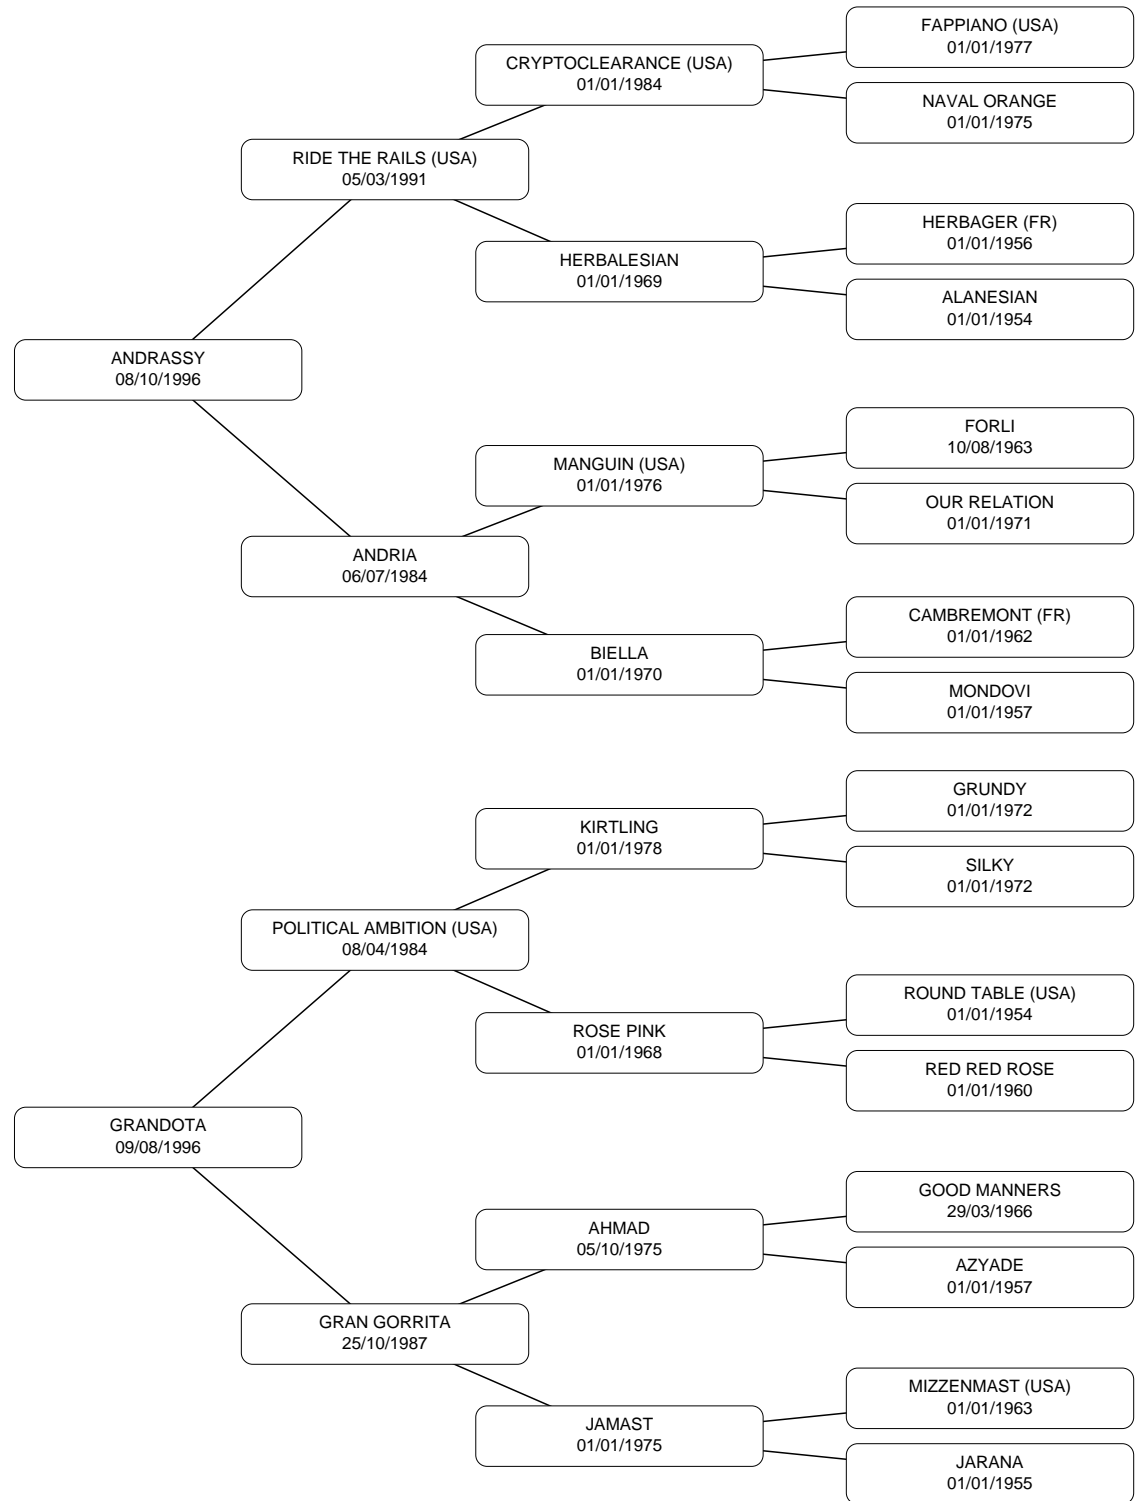 FAPPIANO (USA)
01/01/1977
CRYPTOCLEARANCE (USA)
01/01/1984
NAVAL ORANGE
01/01/1975
RIDE THE RAILS (USA)
05/03/1991
HERBAGER (FR)
01/01/1956
HERBALESIAN
01/01/1969
ALANESIAN
01/01/1954
ANDRASSY
08/10/1996
FORLI
10/08/1963
MANGUIN (USA)
01/01/1976
OUR RELATION
01/01/1971
ANDRIA
06/07/1984
CAMBREMONT (FR)
01/01/1962
BIELLA
01/01/1970
MONDOVI
01/01/1957
GRUNDY
01/01/1972
KIRTLING
01/01/1978
SILKY
01/01/1972
POLITICAL AMBITION (USA)
08/04/1984
ROUND TABLE (USA)
01/01/1954
ROSE PINK
01/01/1968
RED RED ROSE
01/01/1960
GRANDOTA
09/08/1996
GOOD MANNERS
29/03/1966
AHMAD
05/10/1975
AZYADE
01/01/1957
GRAN GORRITA
25/10/1987
MIZZENMAST (USA)
01/01/1963
JAMAST
01/01/1975
JARANA
01/01/1955